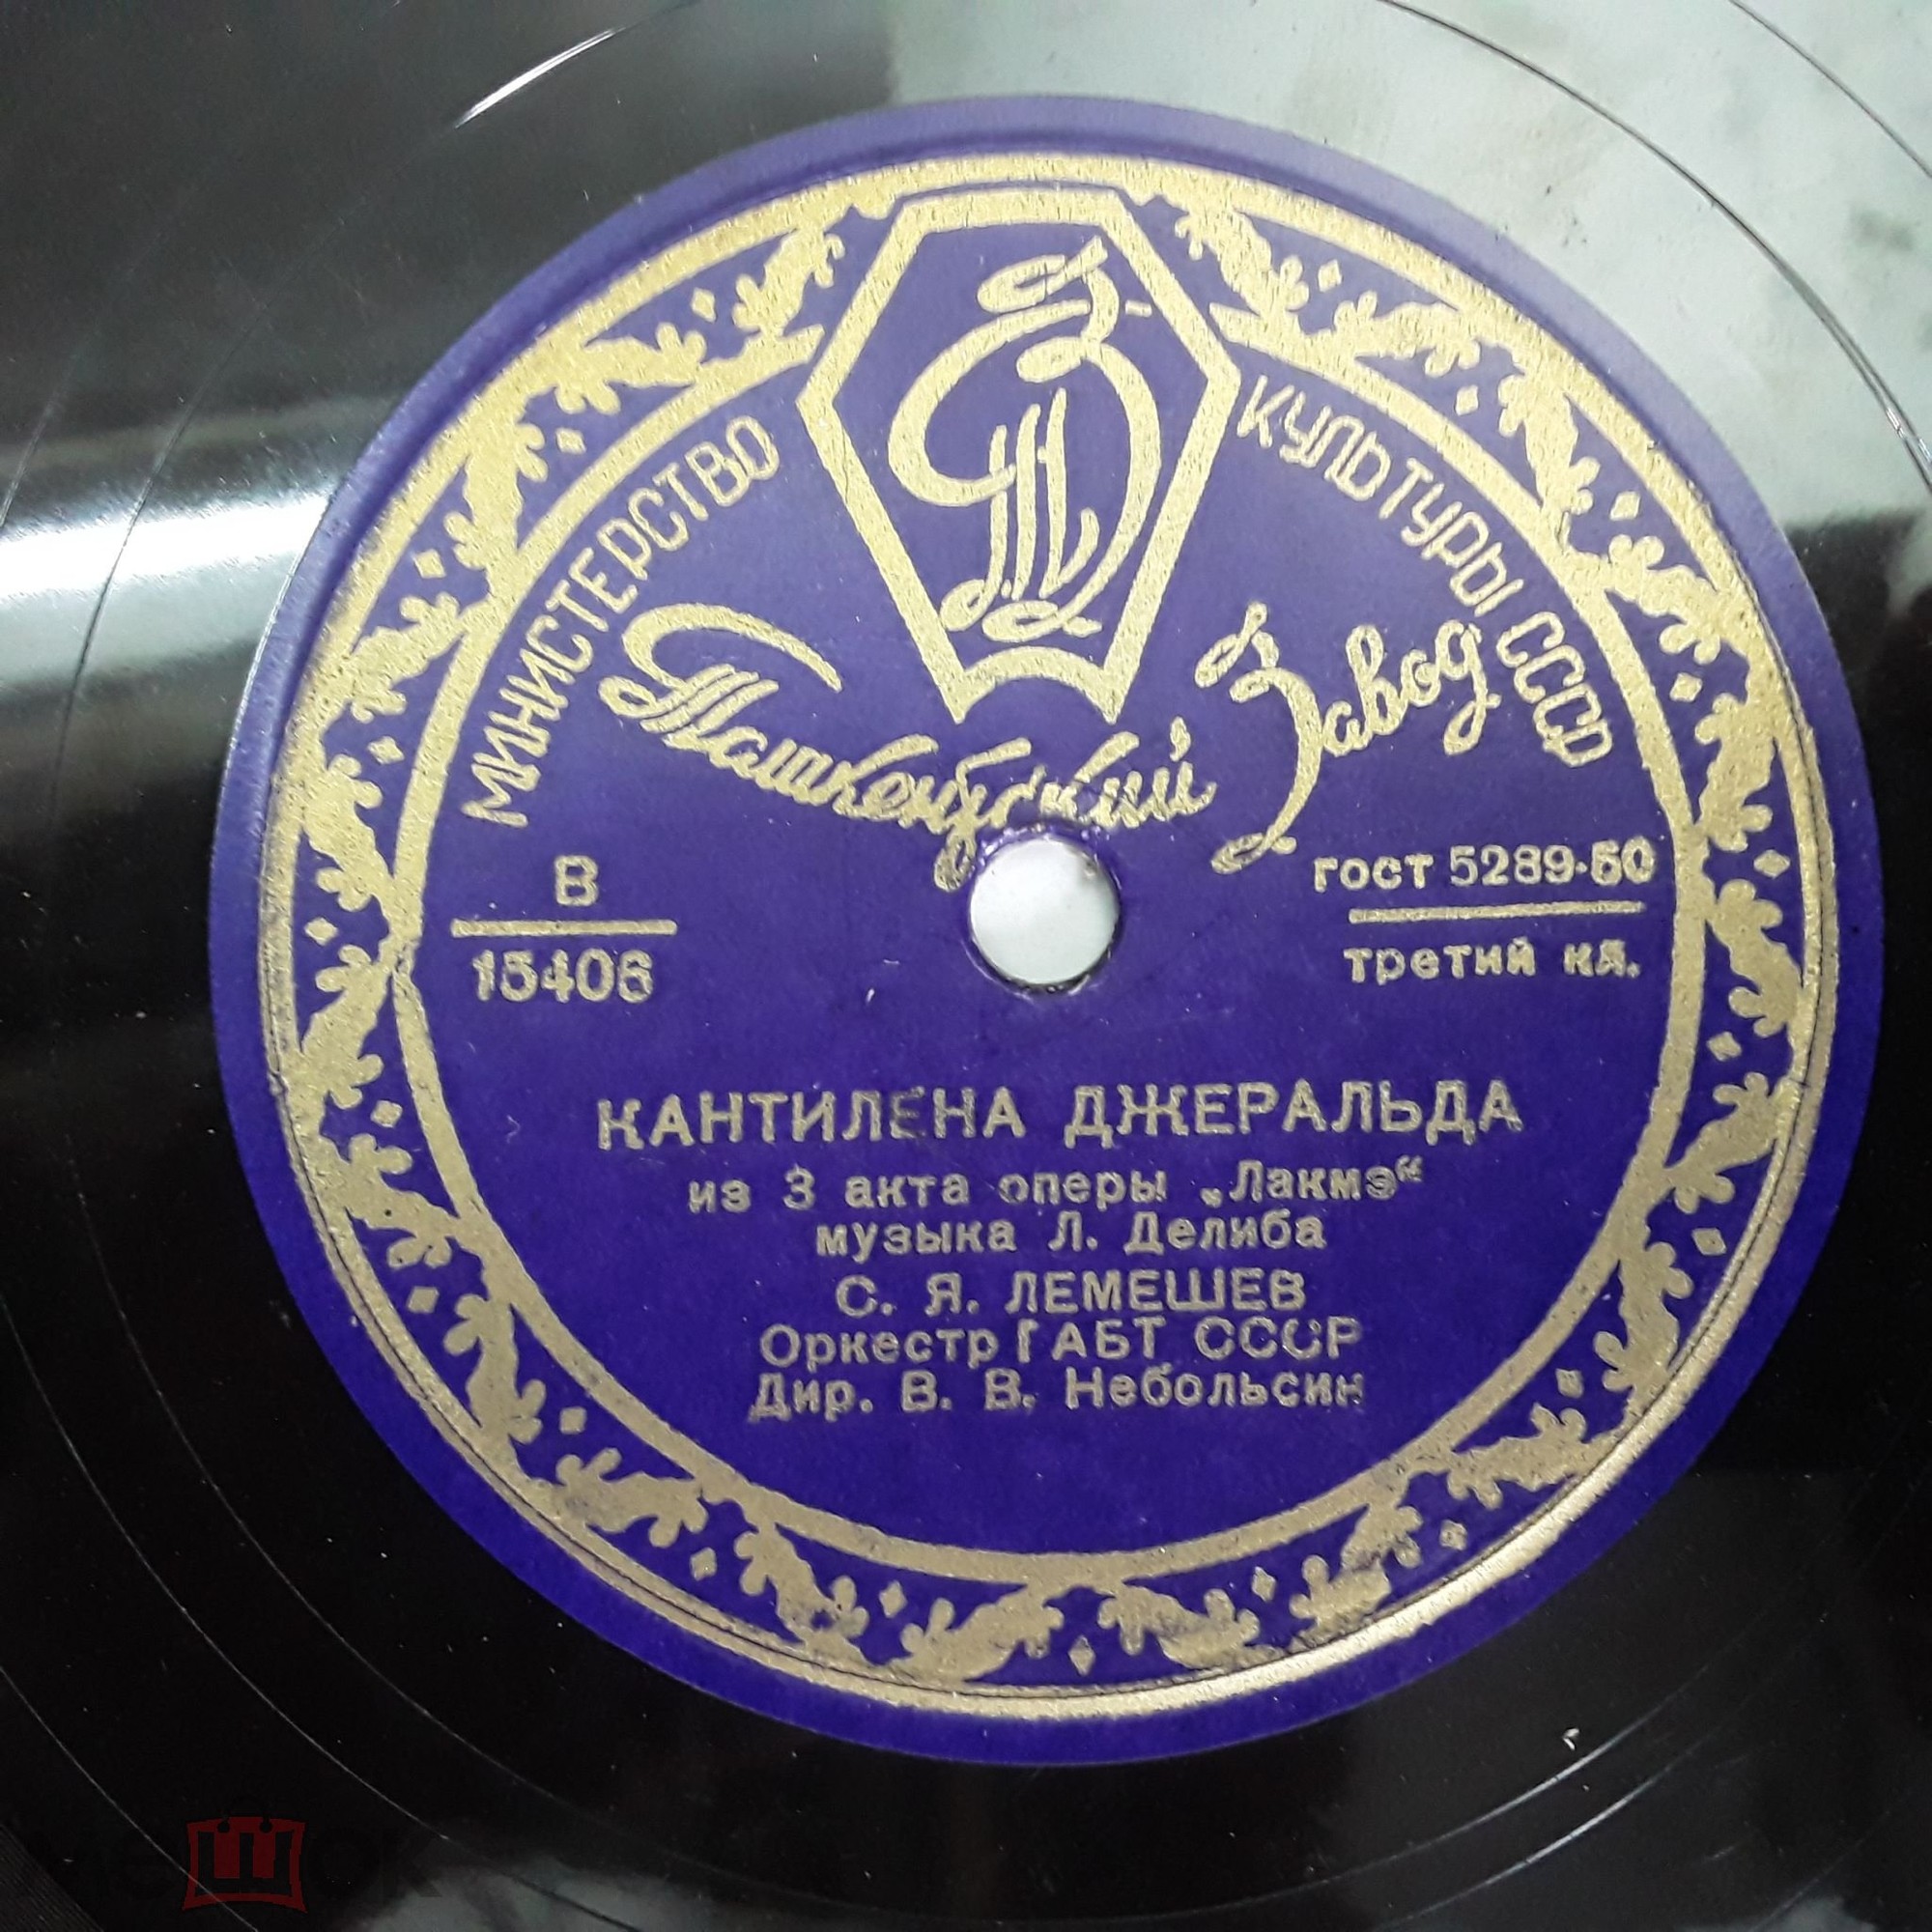 МИНИСТЕРСТВО КУЛЬТУРЫ СССР
Ташкентский Завод
В
15406
ГОСТ 5289-50
третий кл.
КАНТИЛЕНА ДЖЕРАЛЬДА
из 3 акта оперы „Лакмэ“
музыка Л. Делиба
С. Я. ЛЕМЕШЕВ
Оркестр ГАБТ СССР
Дир. В. В. Небольсин
мешок